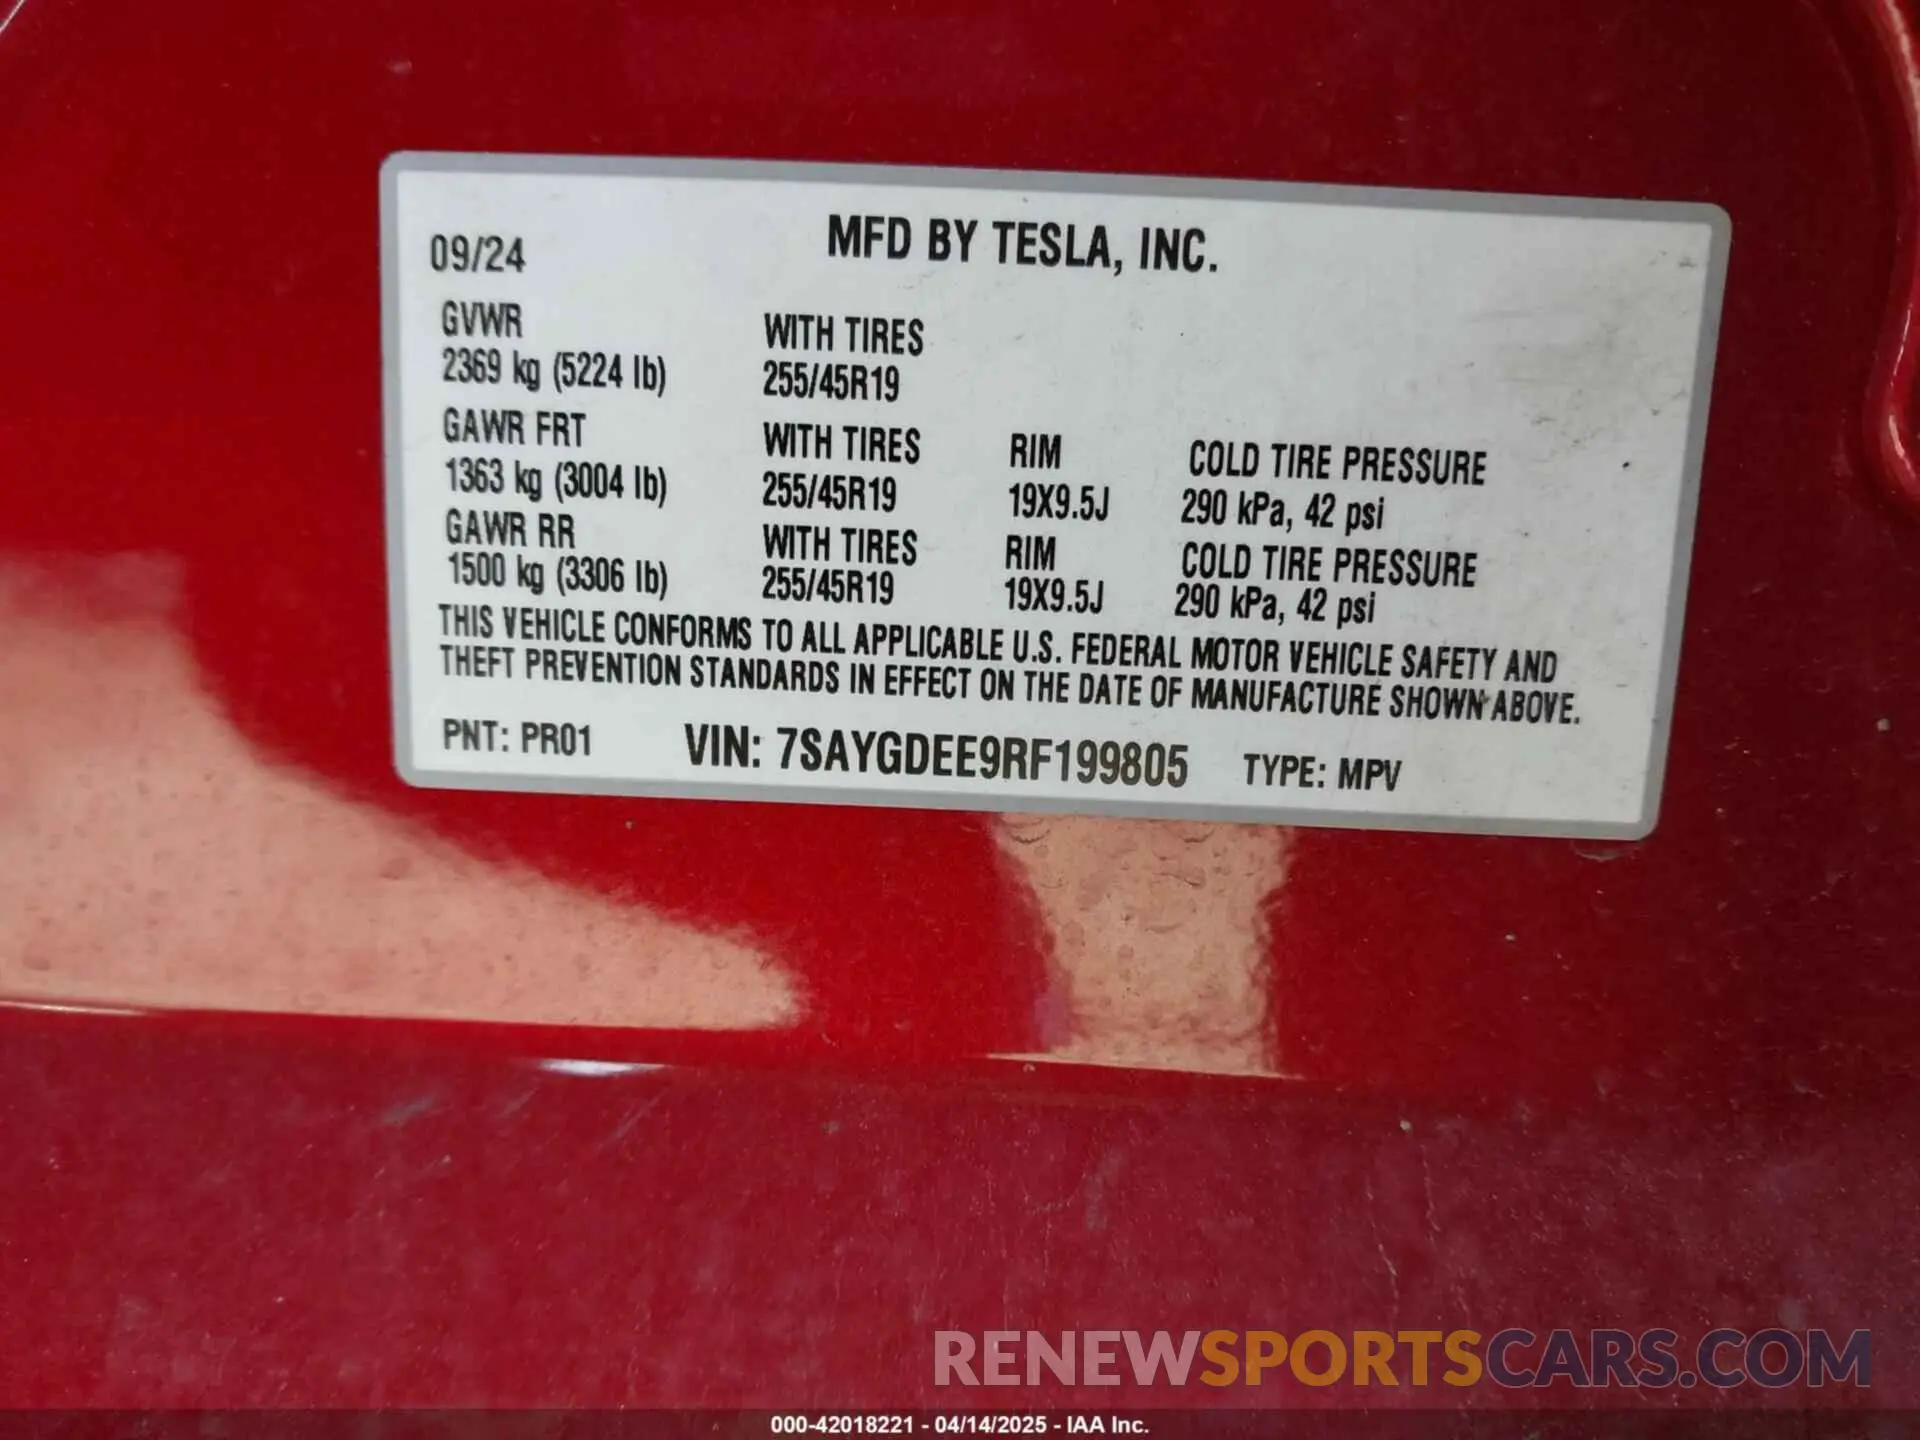 09/24 MFD BY TESLA, INC.
GVWR WITH TIRES
2369 kg (5224 lb) 255/45R19
GAWR FRT WITH TIRES RIM COLD TIRE PRESSURE
1363 kg (3004 lb) 255/45R19 19X9.5J 290 kPa, 42 psi
GAWR RR WITH TIRES RIM COLD TIRE PRESSURE
1500 kg (3306 lb) 255/45R19 19X9.5J 290 kPa, 42 psi
THIS VEHICLE CONFORMS TO ALL APPLICABLE U.S. FEDERAL MOTOR VEHICLE SAFETY AND
THEFT PREVENTION STANDARDS IN EFFECT ON THE DATE OF MANUFACTURE SHOWN ABOVE.
PNT: PR01 VIN: 7SAYGDEE9RF199805 TYPE: MPV
RENEWSPORTSCARS.COM
000-42018221 - 04/14/2025 - IAA Inc.